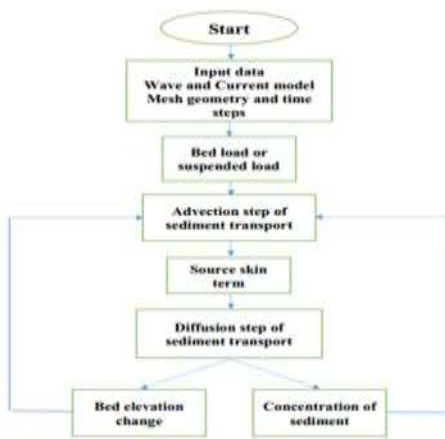 Start
Input data
Wave and Current model
Mesh geometry and time
steps
Bed load or
suspended load
Advection step of
sediment transport
Source skin
term
Diffusion step of
sediment transport
Bed elevation
change
Concentration of
sediment